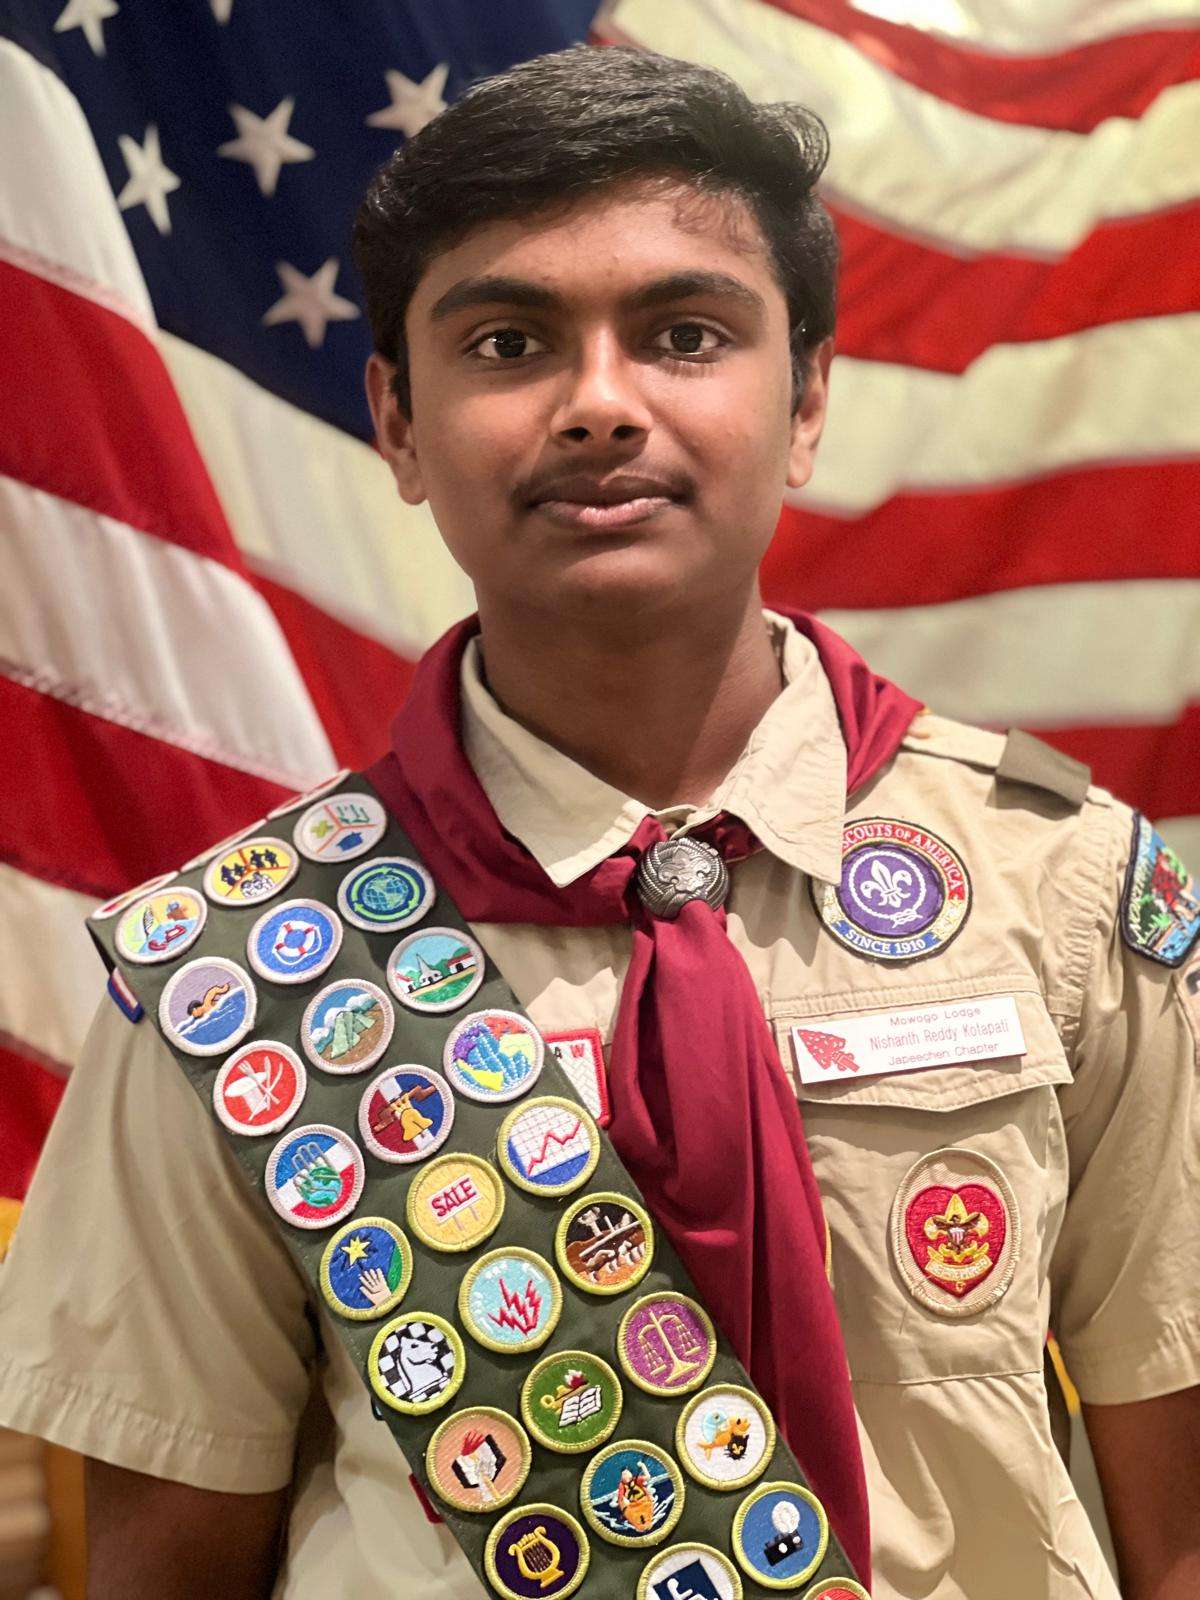 SCOUTS OF AMERICA
SINCE 1910
Mowogo Lodge
Nishanth Reddy Kotapati
Japeechen Chapter
SALE